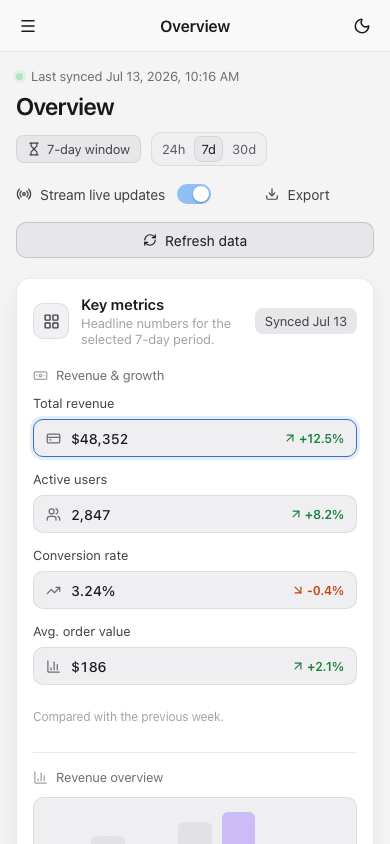 Overview
Last synced Jul 13, 2026, 10:16 AM
Overview
7-day window
24h 7d 30d
Stream live updates
Export
Refresh data
Key metrics
Headline numbers for the
selected 7-day period.
Synced Jul 13
Revenue & growth
Total revenue
$48,352 +12.5%
Active users
2,847 +8.2%
Conversion rate
3.24% -0.4%
Avg. order value
$186 +2.1%
Compared with the previous week.
Revenue overview